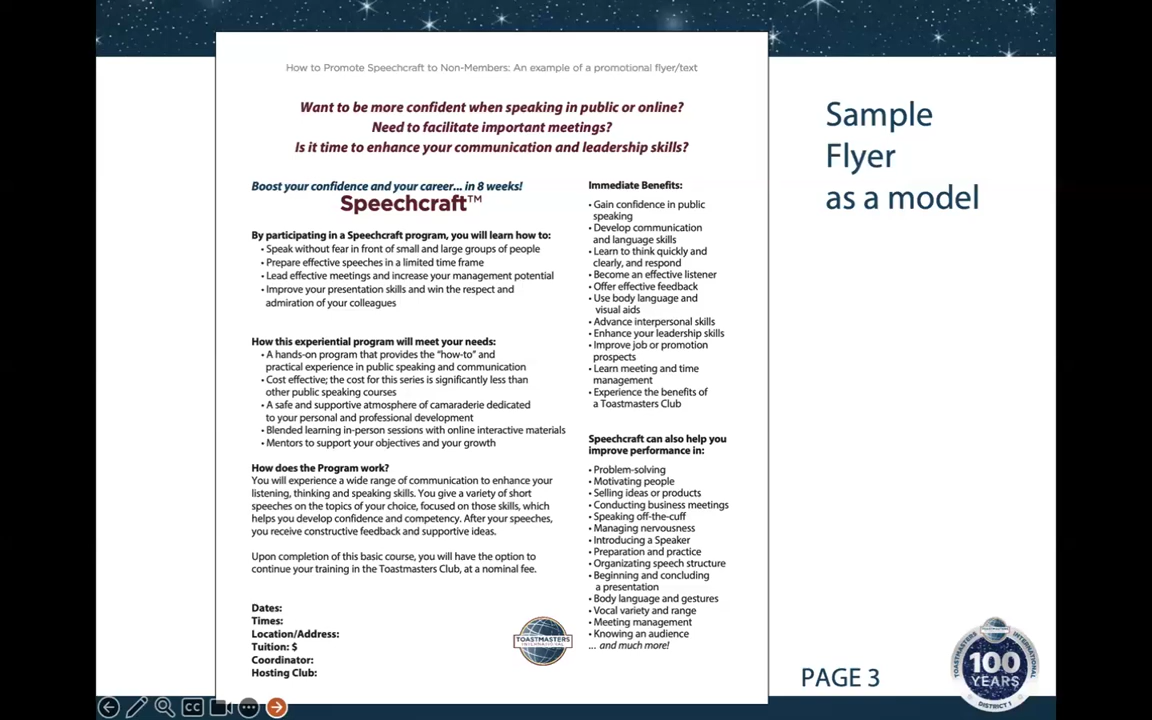 How to Promote Speechcraft to Non-Members: An example of a promotional flyer/text
Want to be more confident when speaking in public or online?
Need to facilitate important meetings?
Is it time to enhance your communication and leadership skills?
Boost your confidence and your career... in 8 weeks!
Speechcraft™
By participating in a Speechcraft program, you will learn how to:
• Speak without fear in front of small and large groups of people
• Prepare effective speeches in a limited time frame
• Lead effective meetings and increase your management potential
• Improve your presentation skills and win the respect and
admiration of your colleagues
How this experiential program will meet your needs:
• A hands-on program that provides the “how-to” and
practical experience in public speaking and communication
• Cost effective; the cost for this series is significantly less than
other public speaking courses
• A safe and supportive atmosphere of camaraderie dedicated
to your personal and professional development
• Blended learning in-person sessions with online interactive materials
• Mentors to support your objectives and your growth
How does the Program work?
You will experience a wide range of communication to enhance your
listening, thinking and speaking skills. You give a variety of short
speeches on the topics of your choice, focused on those skills, which
helps you develop confidence and competency. After your speeches,
you receive constructive feedback and supportive ideas.
Upon completion of this basic course, you will have the option to
continue your training in the Toastmasters Club, at a nominal fee.
Dates:
Times:
Location/Address:
Tuition: $
Coordinator:
Hosting Club:
TOASTMASTERS
INTERNATIONAL
Immediate Benefits:
• Gain confidence in public
speaking
• Develop communication
and language skills
• Learn to think quickly and
clearly, and respond
• Become an effective listener
• Offer effective feedback
• Use body language and
visual aids
• Advance interpersonal skills
• Enhance your leadership skills
• Improve job or promotion
prospects
• Learn meeting and time
management
• Experience the benefits of
a Toastmasters Club
Speechcraft can also help you
improve performance in:
• Problem-solving
• Motivating people
• Selling ideas or products
• Conducting business meetings
• Speaking off-the-cuff
• Managing nervousness
• Introducing a Speaker
• Preparation and practice
• Organizating speech structure
• Beginning and concluding
a presentation
• Body language and gestures
• Vocal variety and range
• Meeting management
• Knowing an audience
... and much more!
Sample
Flyer
as a model
PAGE 3
TOASTMASTERS INTERNATIONAL
100
YEARS
DISTRICT 1
CC